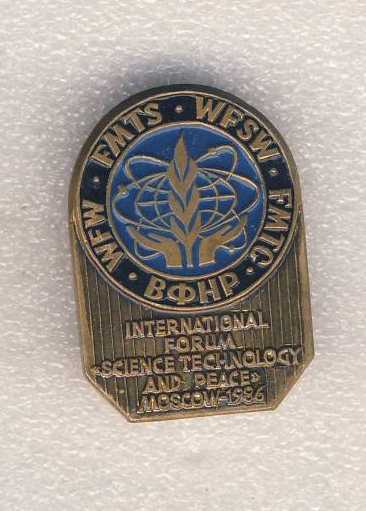 WFW · FMTS · WFSW · FMTC · ВФНР
INTERNATIONAL
FORUM
«SCIENCE TECHNOLOGY
AND PEACE»
MOSCOW-1986